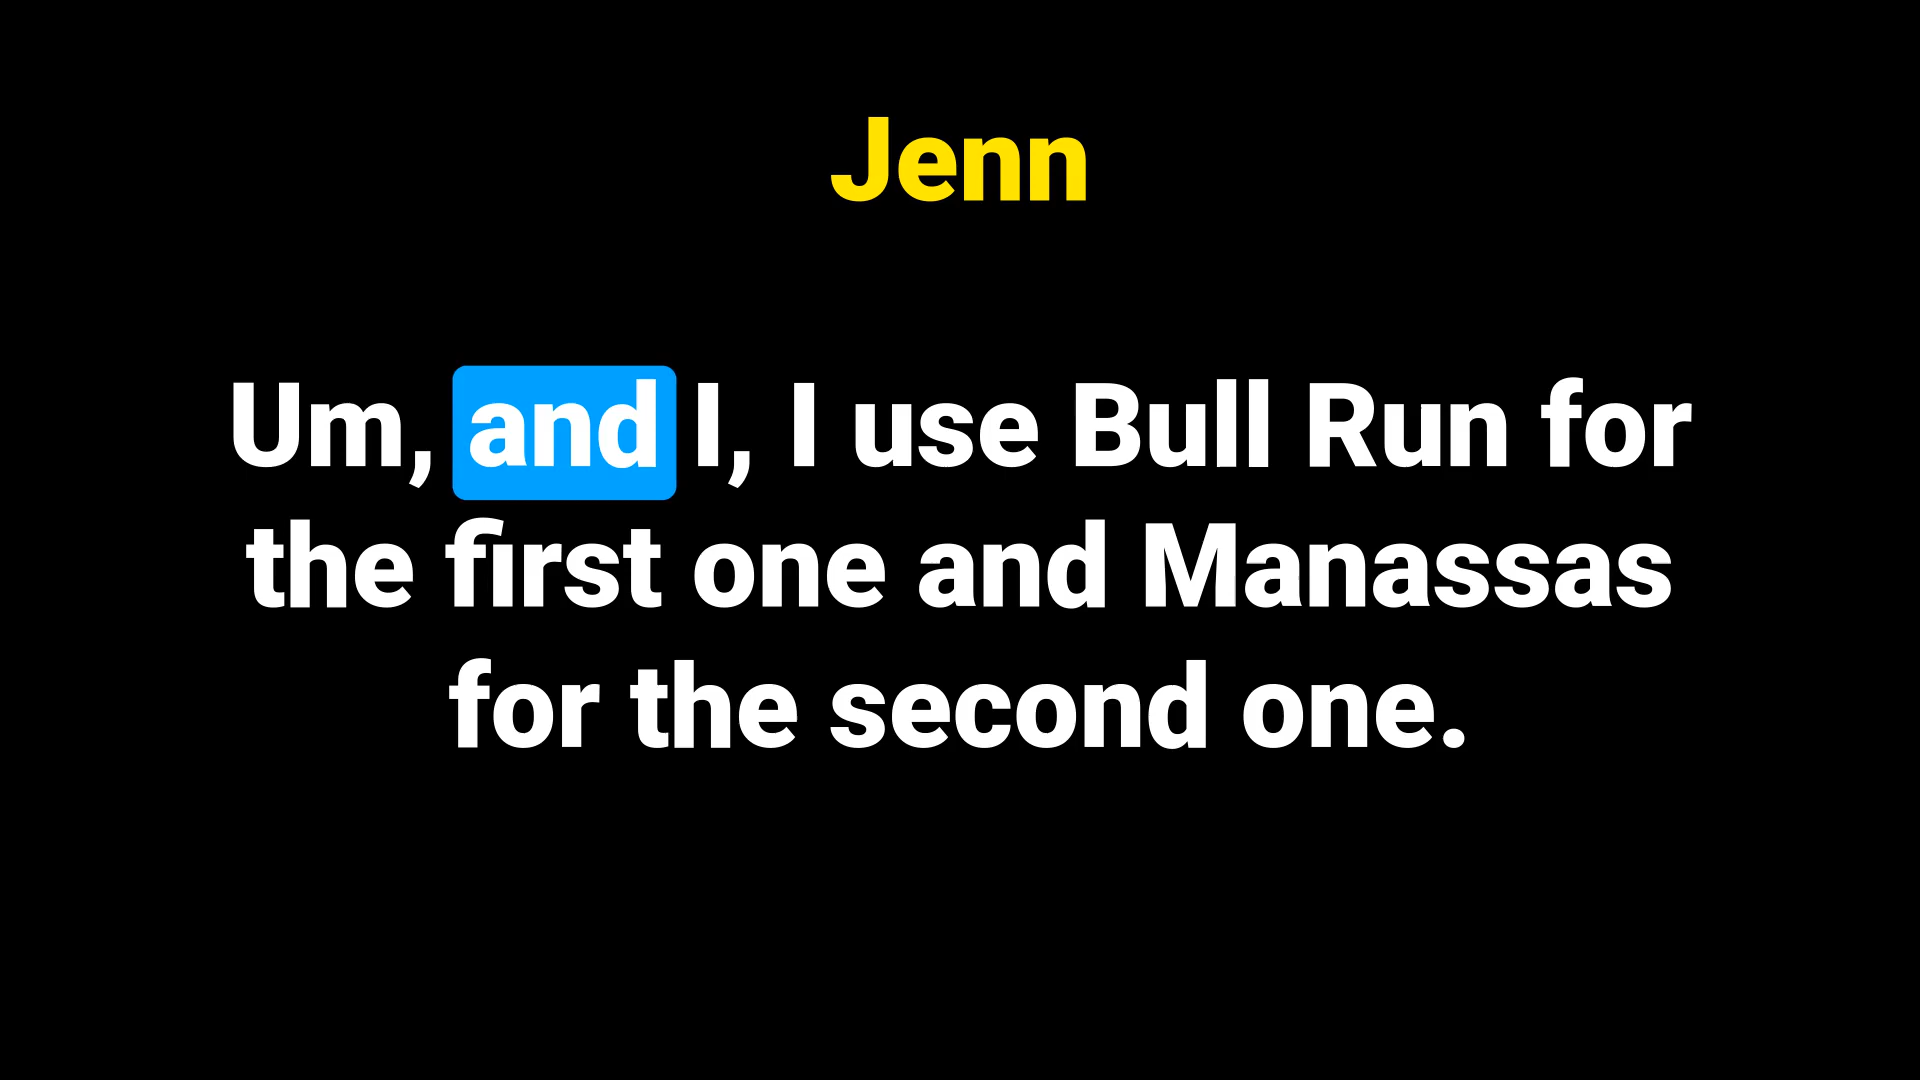 Jenn
Um, and I, I use Bull Run for
the first one and Manassas
for the second one.